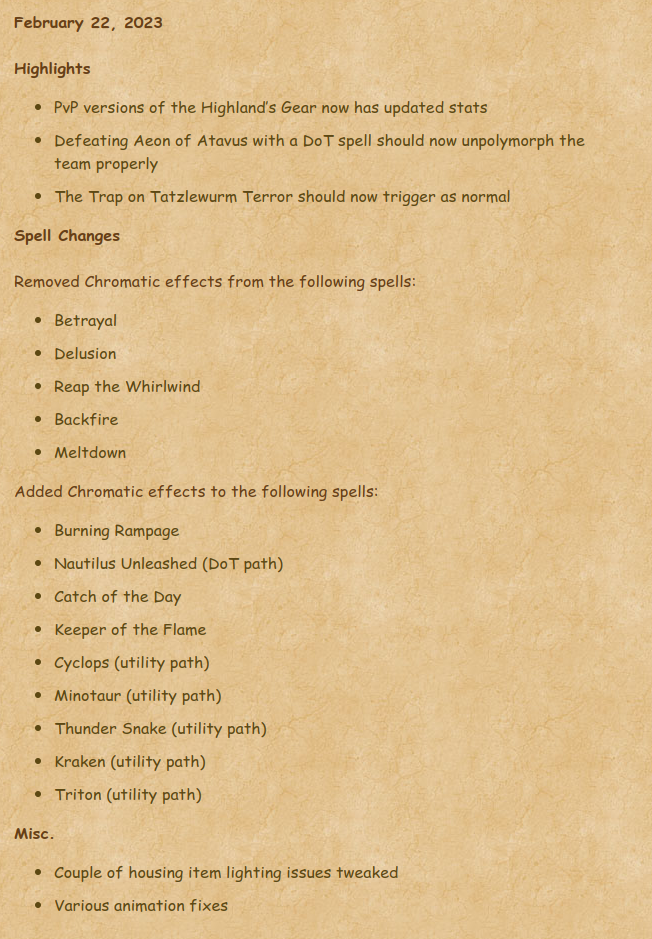 February 22, 2023
Highlights
• PvP versions of the Highland's Gear now has updated stats
• Defeating Aeon of Atavus with a DoT spell should now unpolymorph the
team properly
• The Trap on Tatzlewurm Terror should now trigger as normal
Spell Changes
Removed Chromatic effects from the following spells:
• Betrayal
• Delusion
• Reap the Whirlwind
• Backfire
• Meltdown
Added Chromatic effects to the following spells:
• Burning Rampage
• Nautilus Unleashed (DoT path)
• Catch of the Day
• Keeper of the Flame
• Cyclops (utility path)
• Minotaur (utility path)
• Thunder Snake (utility path)
• Kraken (utility path)
• Triton (utility path)
Misc.
• Couple of housing item lighting issues tweaked
• Various animation fixes